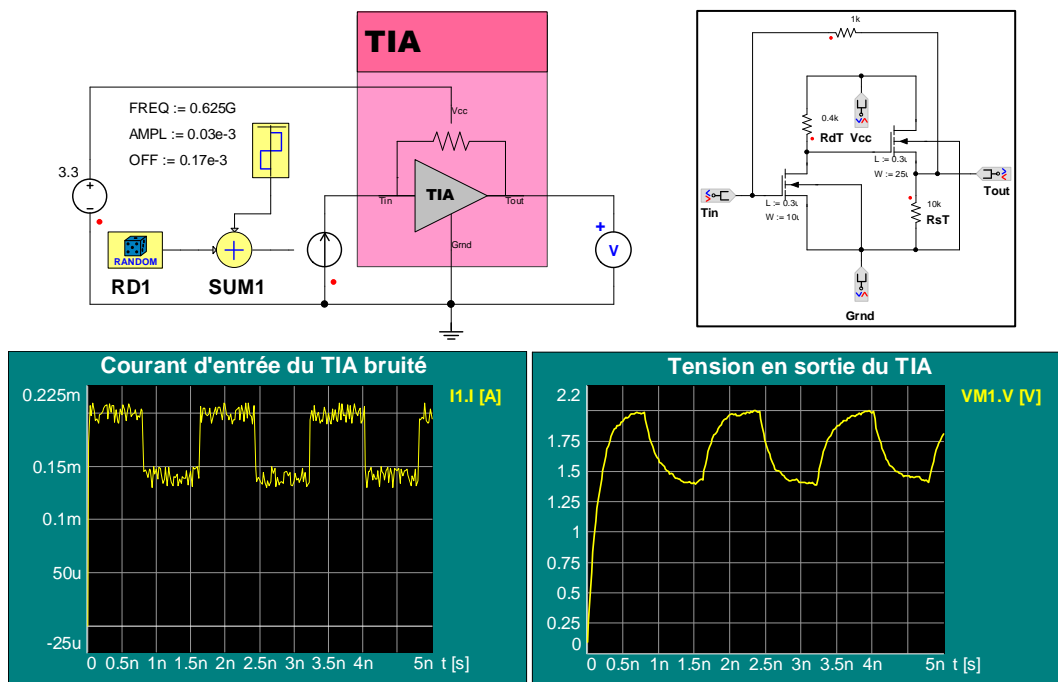 TIA
FREQ := 0.625G
AMPL := 0.03e-3
OFF := 0.17e-3
3.3
Vcc
TIA
Tin
Tout
Grnd
V
RANDOM
RD1
SUM1
1k
0.4k
RdT
Vcc
L := 0.3u
W := 25u
Tin
L := 0.3u
W := 10u
10k
RsT
Tout
Grnd
Courant d'entrée du TIA bruité
0.225m
0.15m
0.1m
50u
-25u
0 0.5n 1n 1.5n 2n 2.5n 3n 3.5n 4n 5n t [s]
I1.I [A]
Tension en sortie du TIA
2.2
1.75
1.5
1.25
1
0.75
0.5
0.25
0
0 0.5n 1n 1.5n 2n 2.5n 3n 3.5n 4n 5n t [s]
VM1.V [V]